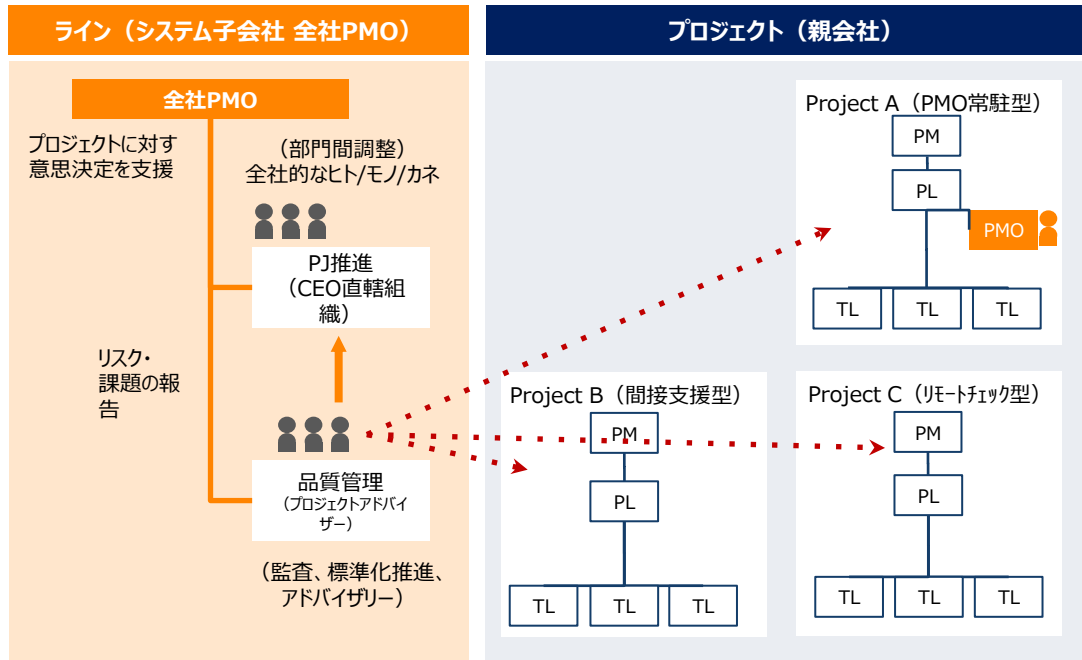 ライン（システム子会社 全社PMO）
全社PMO
プロジェクトに対す
意思決定を支援
（部門間調整）
全社的なヒト/モノ/カネ
PJ推進
（CEO直轄組
織）
リスク・
課題の報
告
品質管理
（プロジェクトアドバイ
ザー）
（監査、標準化推進、
アドバイザリー）
プロジェクト（親会社）
Project A（PMO常駐型）
PM
PL
PMO
TL
TL
TL
Project B（間接支援型）
PM
PL
TL
TL
TL
Project C（ﾘﾓｰﾄﾁｪｯｸ型）
PM
PL
TL
TL
TL